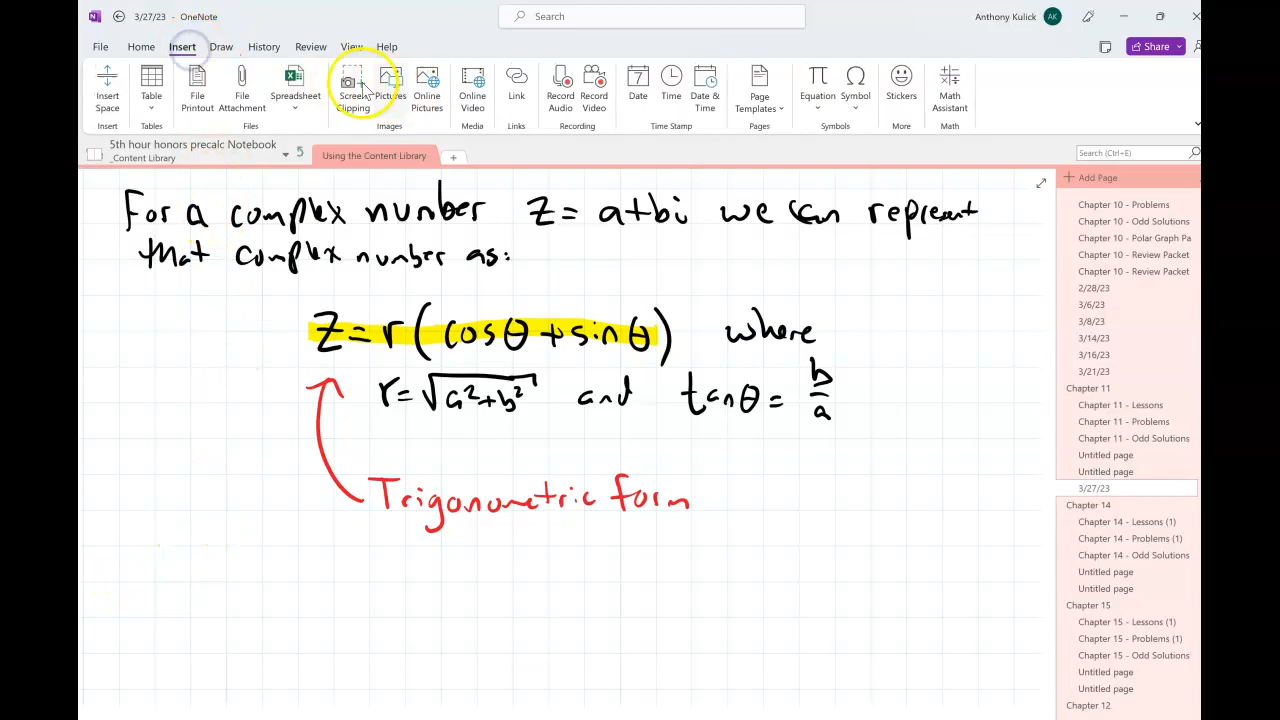 3/27/23 - OneNote
Search
Anthony Kulick
AK
File Home Insert Draw History Review View Help
Share
Insert Space
Table
File Printout
File Attachment
Spreadsheet
Screen Clipping
Pictures
Online Pictures
Online Video
Link
Record Audio
Record Video
Date
Time
Date & Time
Page Templates
Equation
Symbol
Stickers
Math Assistant
Insert Tables Files Images Media Links Recording Time Stamp Pages Symbols More Math
5th hour honors precalc Notebook
_Content Library
Using the Content Library
+
Search (Ctrl+E)
Add Page
For a complex number z = a+bi we can represent
that complex number as:
z = r(cosθ + sinθ) where
r = √a²+b² and tanθ = b/a
Trigonometric form
Chapter 10 - Problems
Chapter 10 - Odd Solutions
Chapter 10 - Polar Graph Pa
Chapter 10 - Review Packet
Chapter 10 - Review Packet
2/28/23
3/6/23
3/8/23
3/14/23
3/16/23
3/21/23
Chapter 11
Chapter 11 - Lessons
Chapter 11 - Problems
Chapter 11 - Odd Solutions
Untitled page
Untitled page
3/27/23
Chapter 14
Chapter 14 - Lessons (1)
Chapter 14 - Problems (1)
Chapter 14 - Odd Solutions
Untitled page
Untitled page
Chapter 15
Chapter 15 - Lessons (1)
Chapter 15 - Problems (1)
Chapter 15 - Odd Solutions
Untitled page
Untitled page
Chapter 12